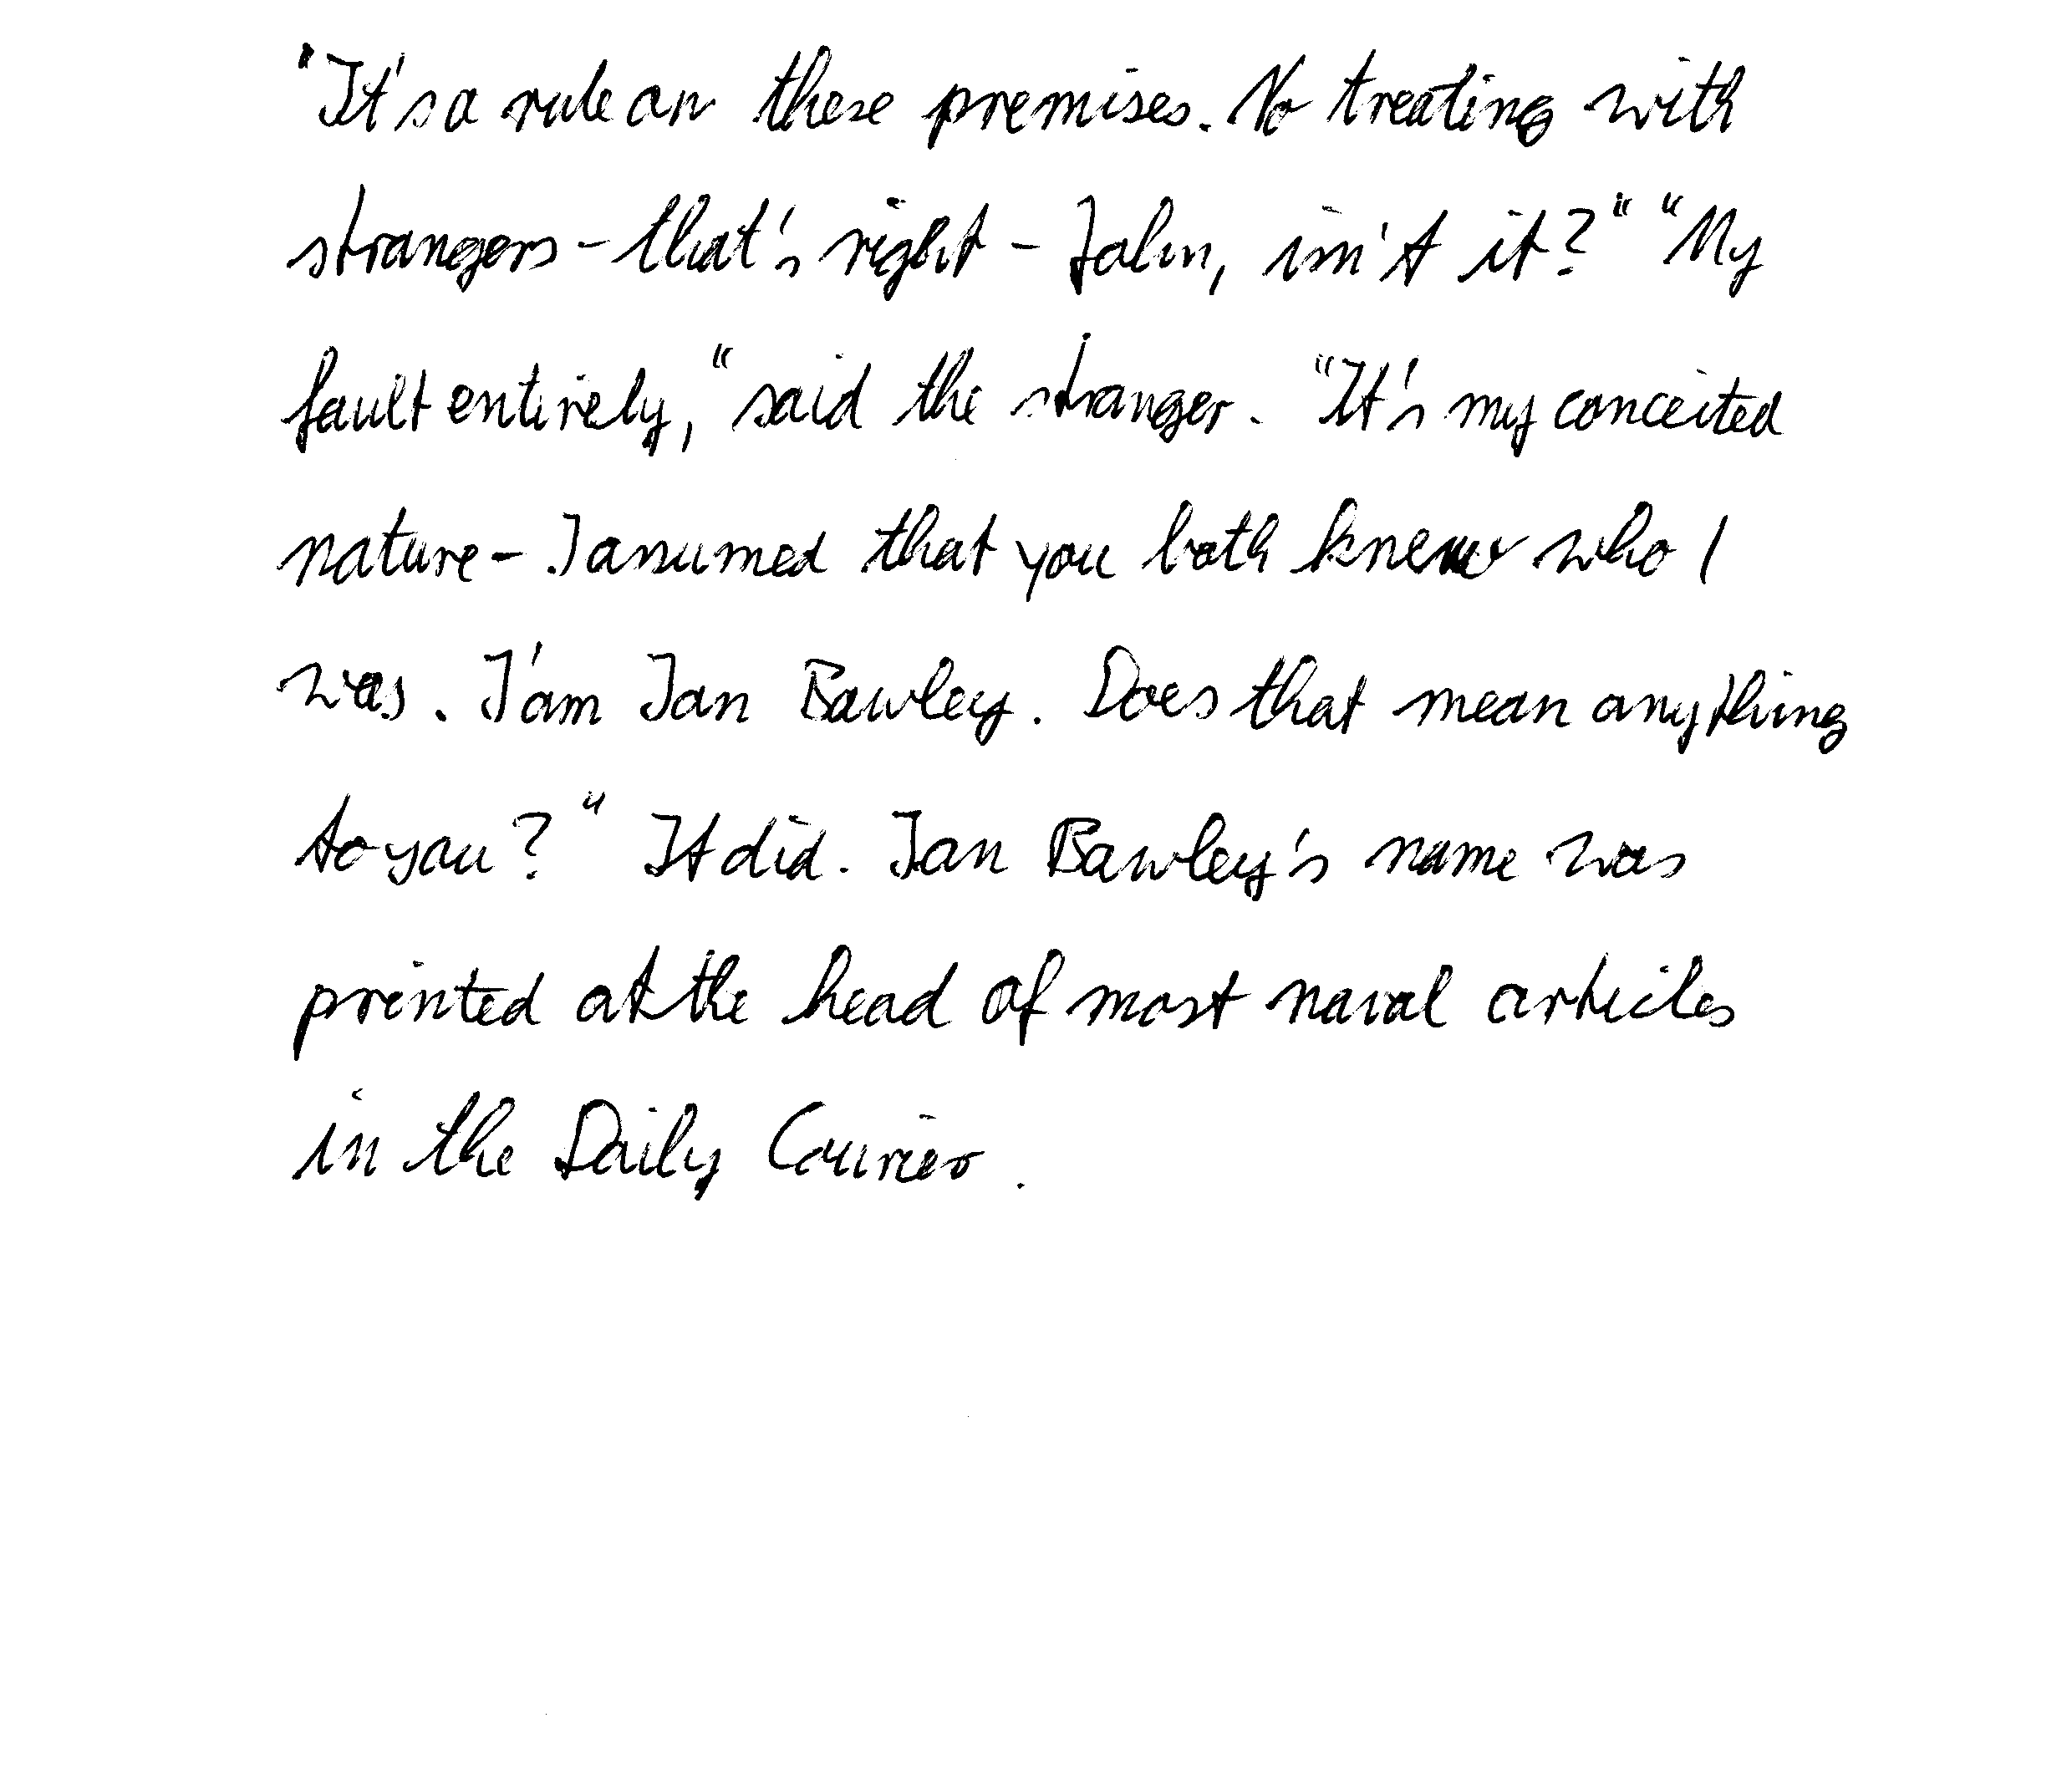 "It's a rule on these premises. No treating with
strangers - that's right - John, isn't it?" "My
fault entirely," said the stranger. "It's my conceited
nature - I assumed that you both knew who I
was. I'am Ian Bawley. Does that mean anything
to you?" It did. Ian Bawley's name was
printed at the head of most naval articles
in the Daily Courier.